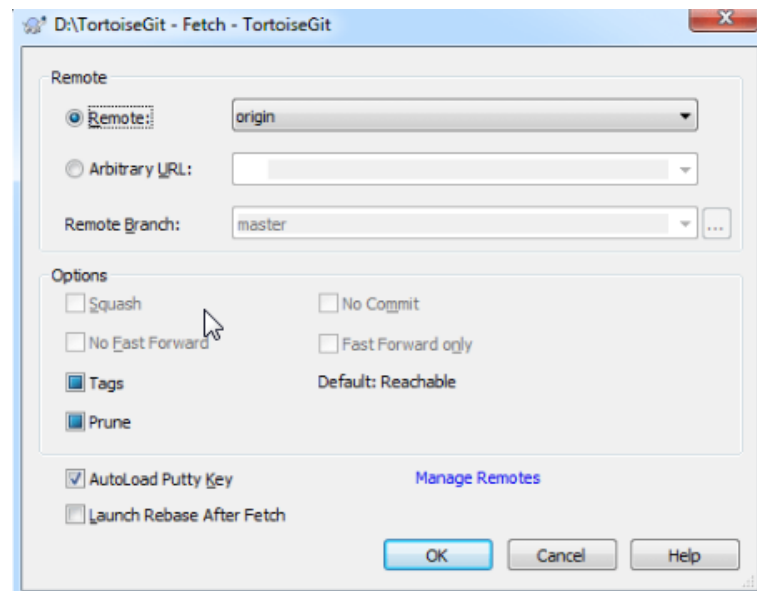 D:\TortoiseGit - Fetch - TortoiseGit
Remote
Remote: origin
Arbitrary URL:
Remote Branch: master ...
Options
Squash No Commit
No Fast Forward Fast Forward only
Tags Default: Reachable
Prune
AutoLoad Putty Key Manage Remotes
Launch Rebase After Fetch
OK Cancel Help